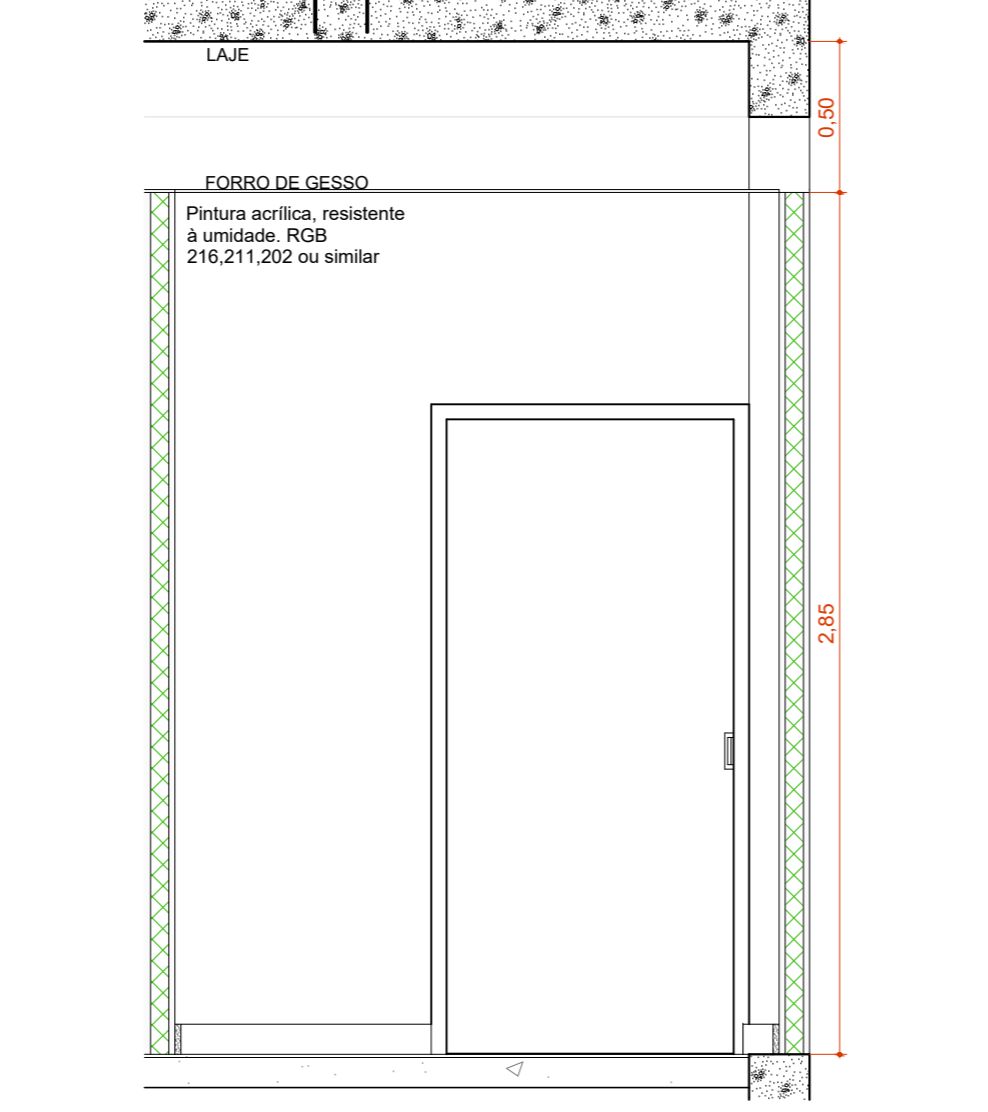 LAJE
0,50
FORRO DE GESSO
Pintura acrílica, resistente
à umidade. RGB
216,211,202 ou similar
2,85